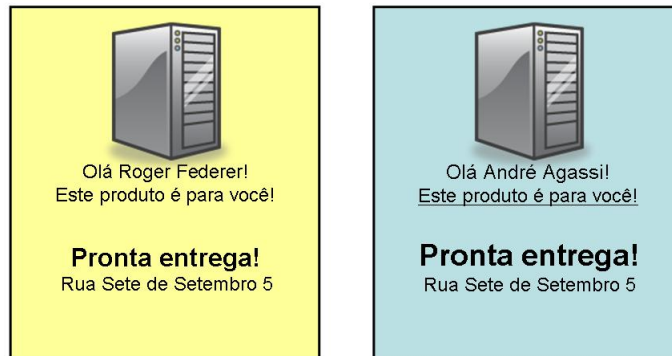 Olá Roger Federer!
Este produto é para você!
Pronta entrega!
Rua Sete de Setembro 5
Olá André Agassi!
Este produto é para você!
Pronta entrega!
Rua Sete de Setembro 5